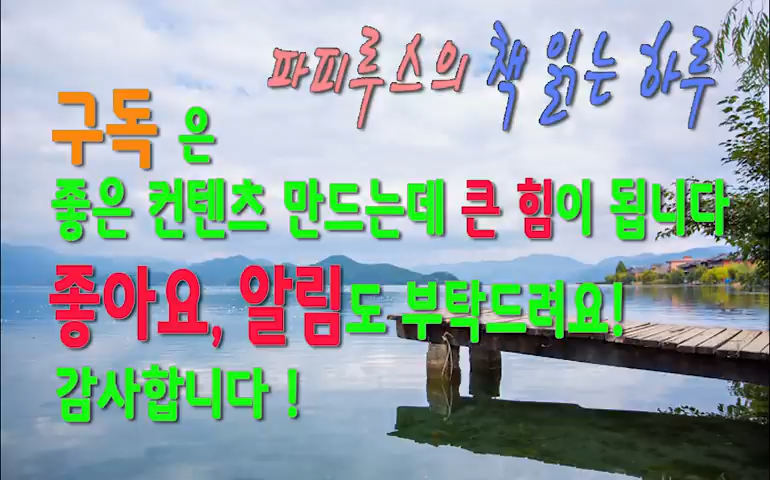 파피루스의 책 읽는 하루
구독 은
좋은 컨텐츠 만드는데 큰 힘이 됩니다
좋아요, 알림도 부탁드려요!
감사합니다 !